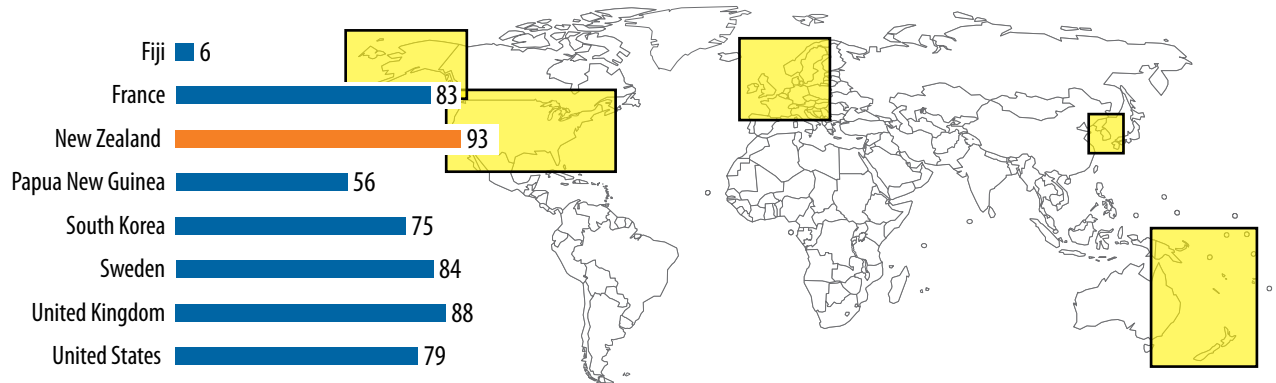 Fiji 6
France 83
New Zealand 93
Papua New Guinea 56
South Korea 75
Sweden 84
United Kingdom 88
United States 79